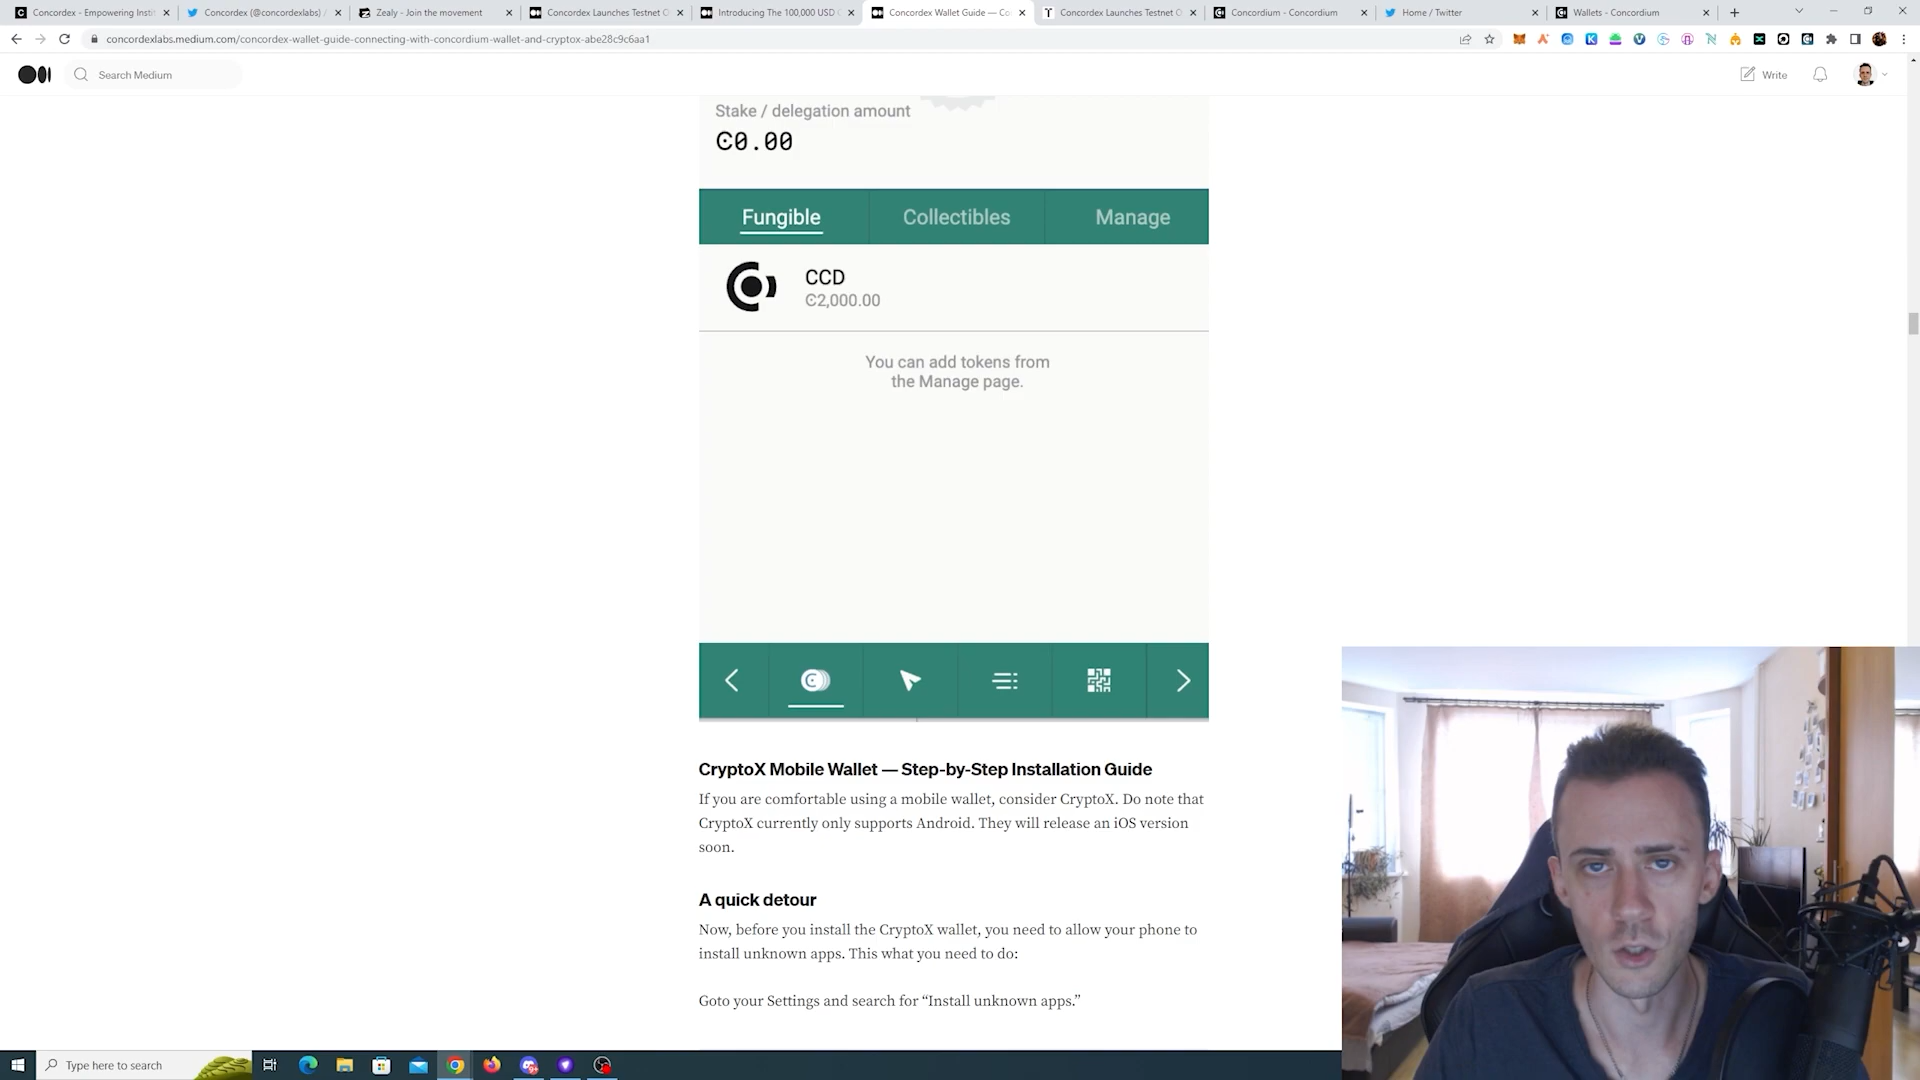 Concordex - Empowering Insti
Concordex (@concordexlabs) /
Zealy - Join the movement
Concordex Launches Testnet C
Introducing The 100,000 USD C
Concordex Wallet Guide — Co
Concordex Launches Testnet C
Concordium - Concordium
Home / Twitter
Wallets - Concordium
concordexlabs.medium.com/concordex-wallet-guide-connecting-with-concordium-wallet-and-cryptox-abe28c9c6aa1
Search Medium
Write
Stake / delegation amount
Ͼ0.00
Fungible
Collectibles
Manage
CCD
Ͼ2,000.00
You can add tokens from
the Manage page.
CryptoX Mobile Wallet — Step-by-Step Installation Guide
If you are comfortable using a mobile wallet, consider CryptoX. Do note that
CryptoX currently only supports Android. They will release an iOS version
soon.
A quick detour
Now, before you install the CryptoX wallet, you need to allow your phone to
install unknown apps. This what you need to do:
Goto your Settings and search for “Install unknown apps.”
Type here to search